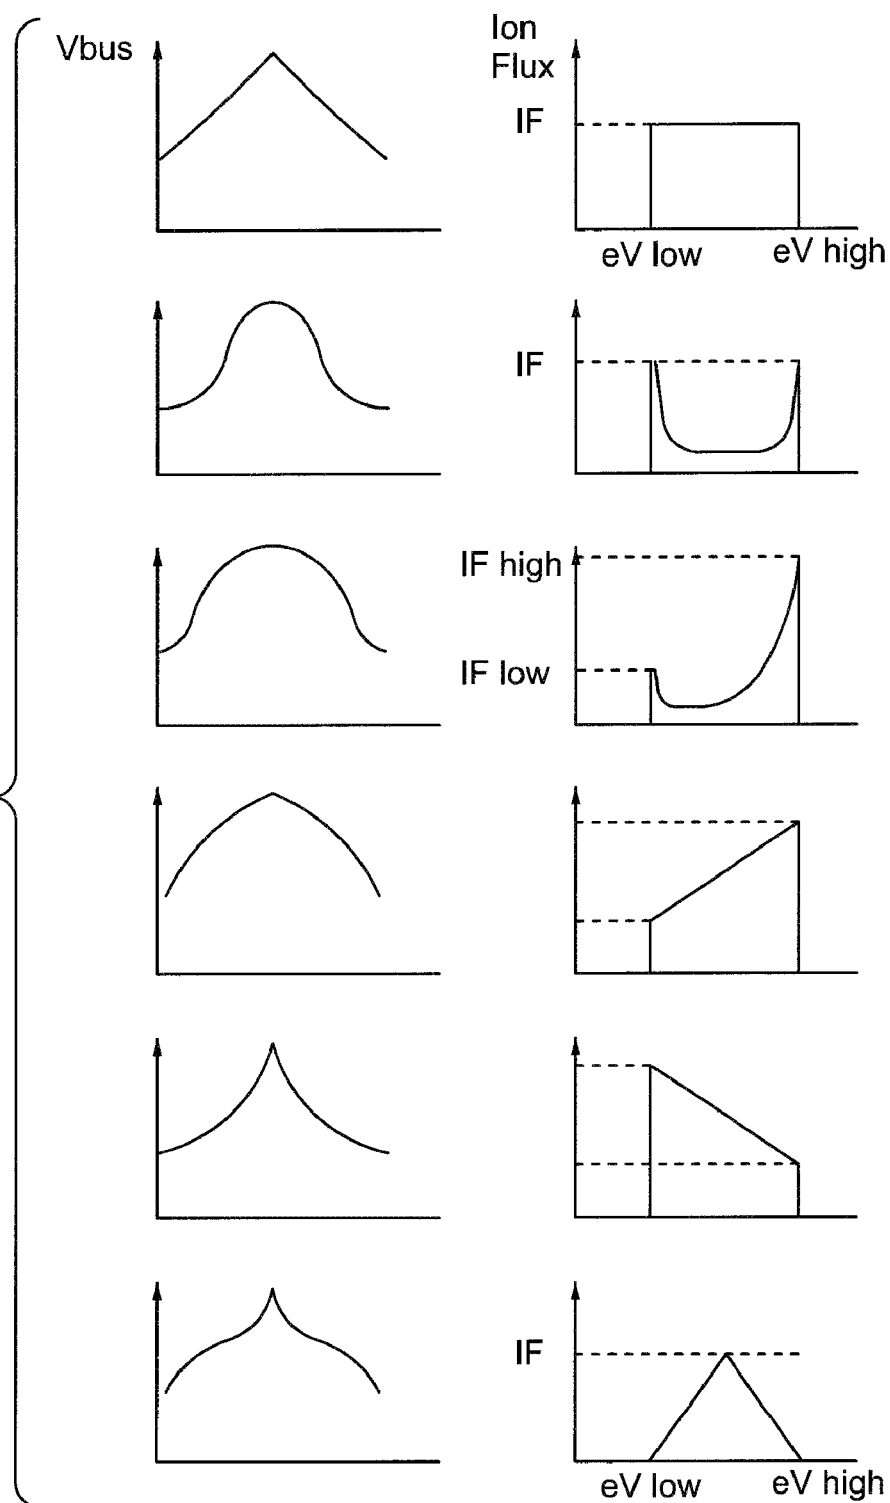 Vbus
Ion
Flux
IF
eV low
eV high
IF
IF high
IF low
IF
eV low
eV high